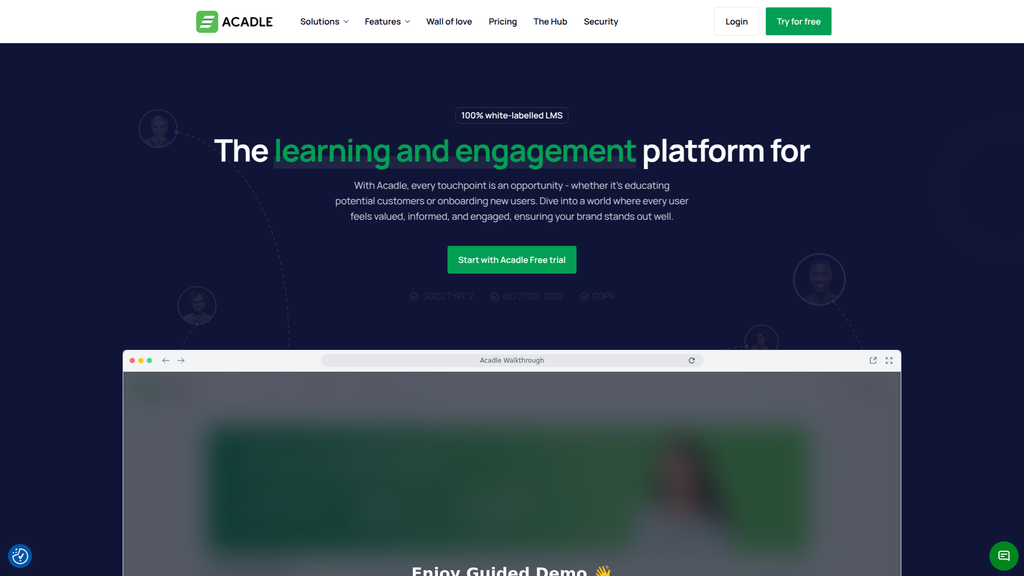 ACADLE
Solutions
Features
Wall of love
Pricing
The Hub
Security
Login
Try for free
100% white-labelled LMS
The learning and engagement platform for
With Acadle, every touchpoint is an opportunity - whether it's educating
potential customers or onboarding new users. Dive into a world where every user
feels valued, informed, and engaged, ensuring your brand stands out well.
Start with Acadle Free trial
SOC2 TYPE 2
ISO 27001:2022
GDPR
Acadle Walkthrough
Enjoy Guided Demo 👋